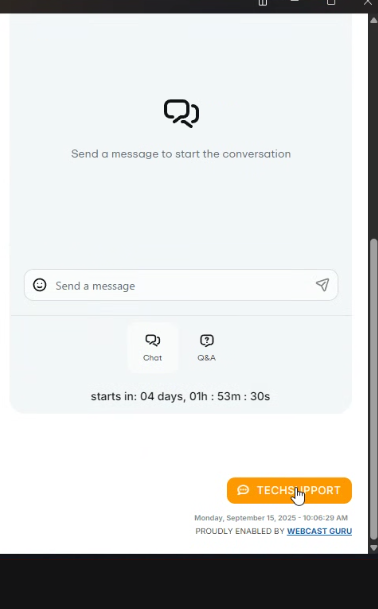 Send a message to start the conversation
Send a message
Chat
Q&A
starts in: 04 days, 01h : 53m : 30s
TECHSUPPORT
Monday, September 15, 2025 - 10:06:29 AM
PROUDLY ENABLED BY WEBCAST GURU